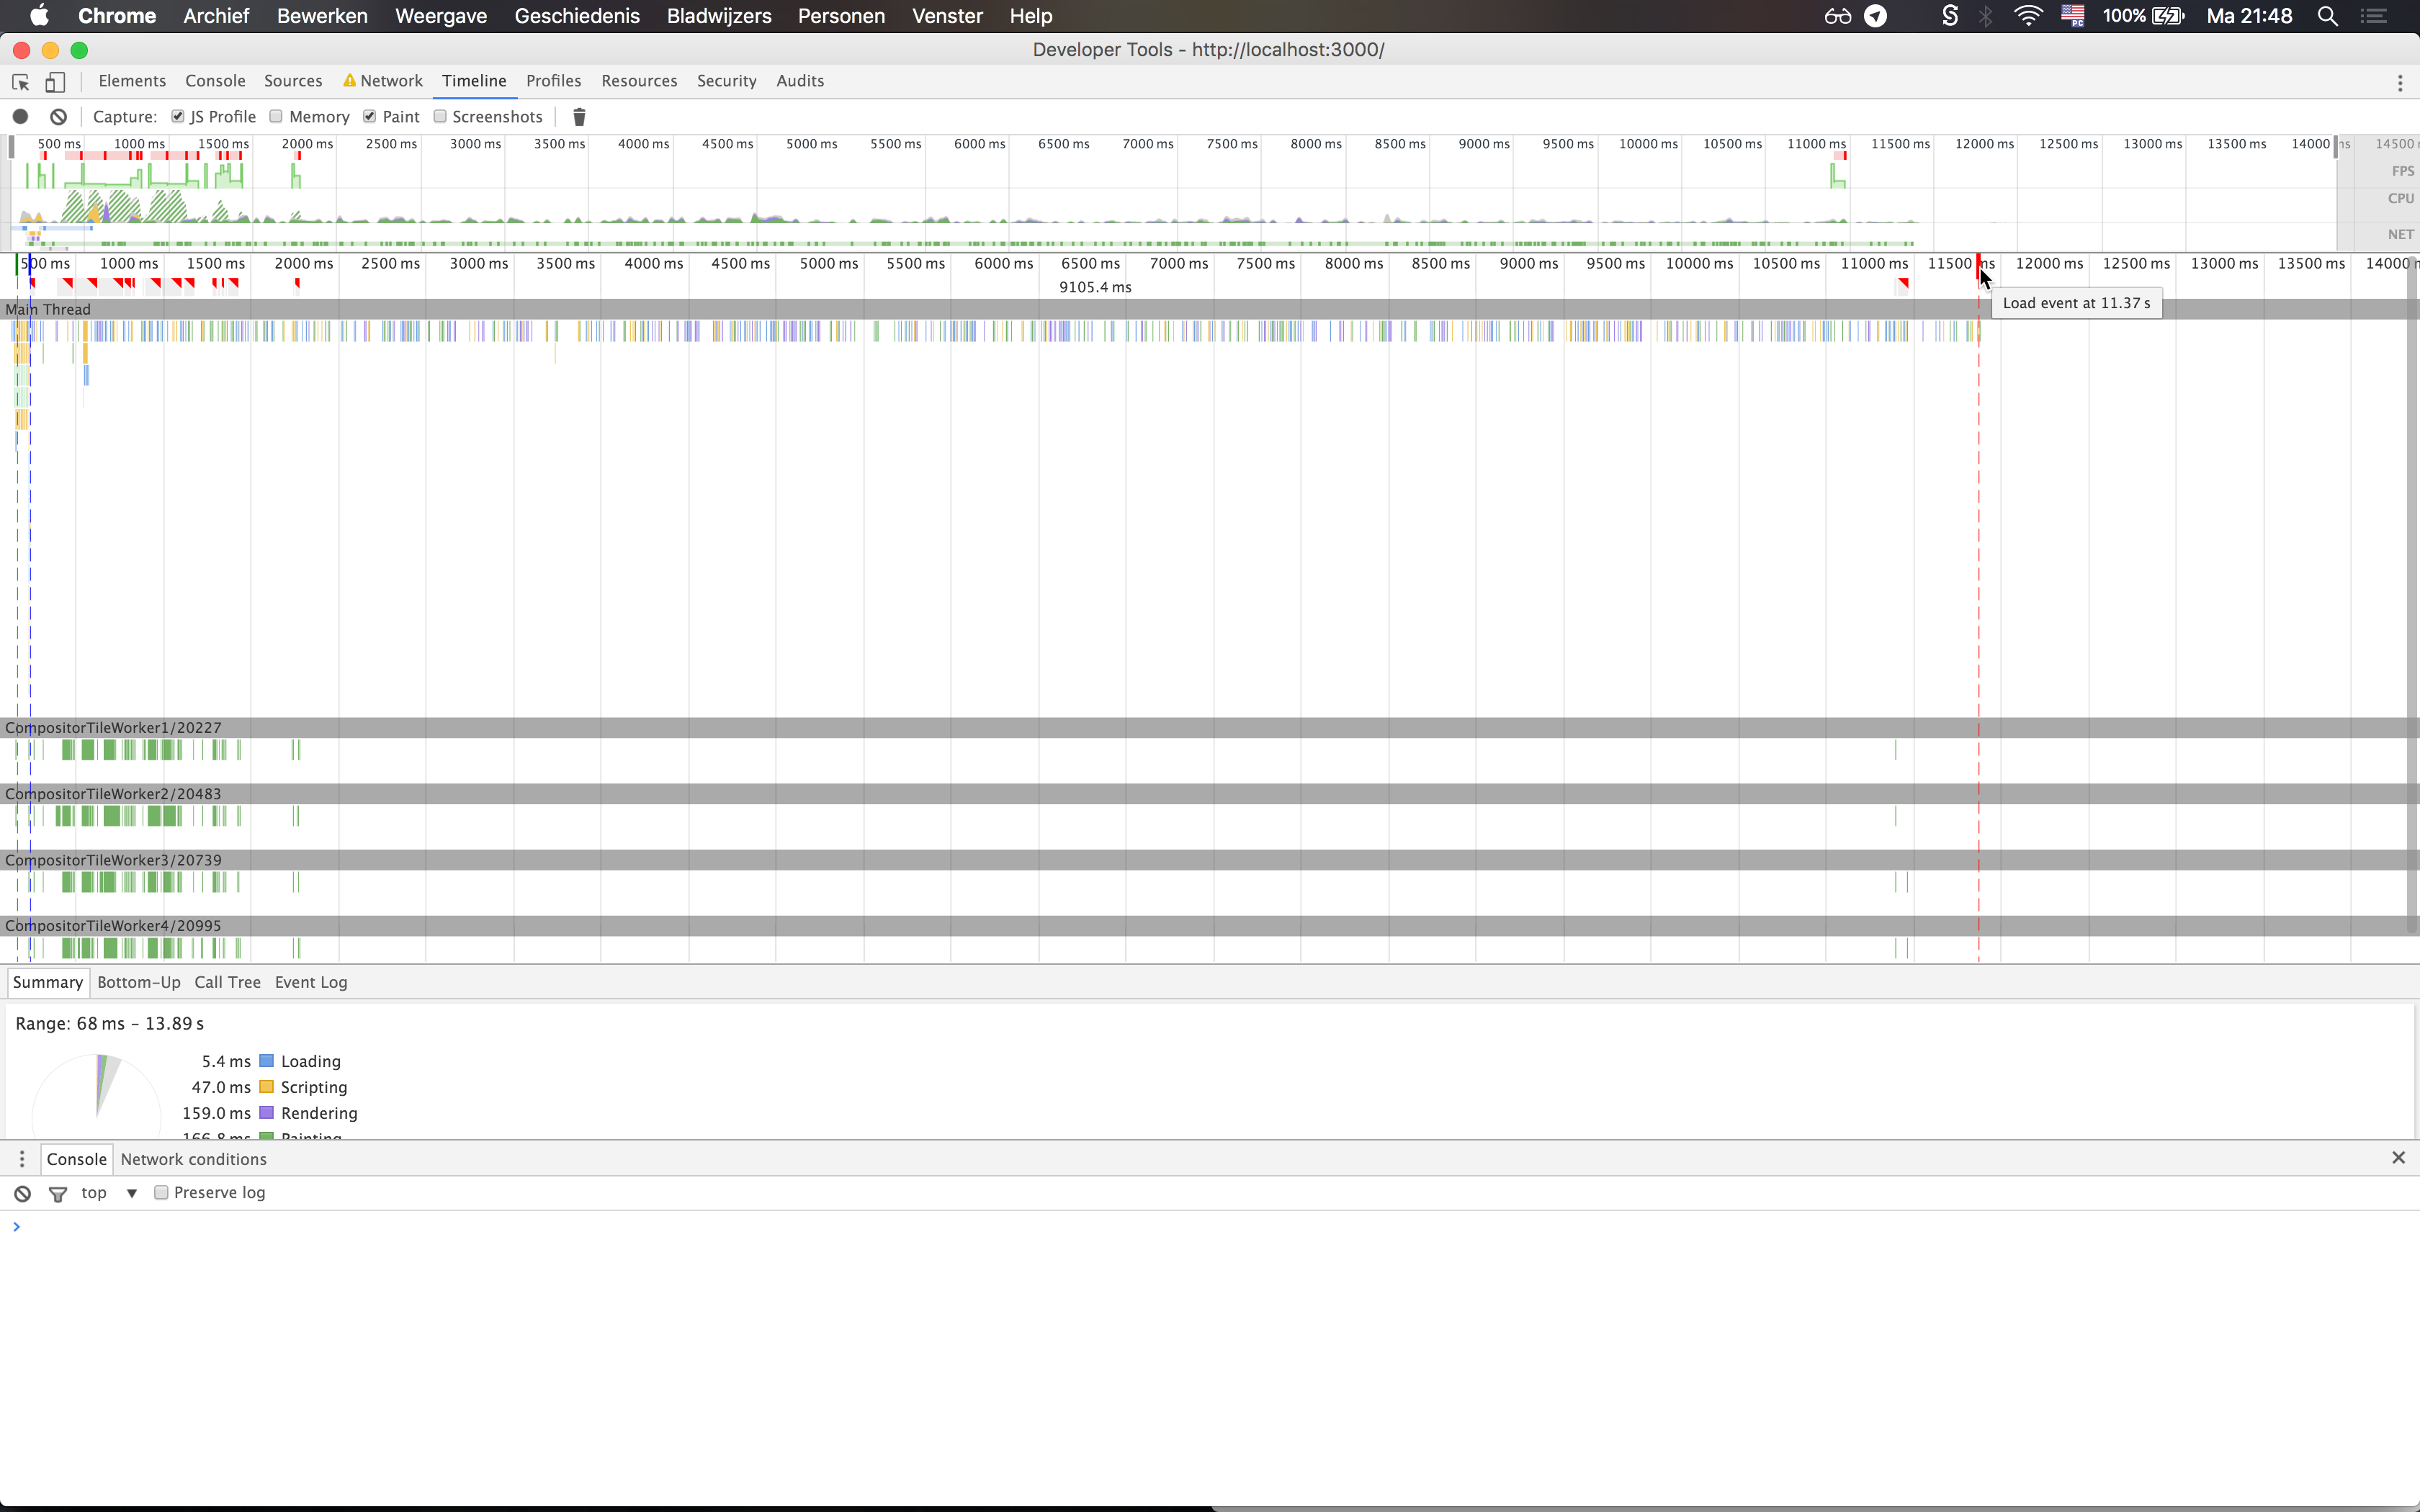 Chrome Archief Bewerken Weergave Geschiedenis Bladwijzers Personen Venster Help 100% Ma 21:48
Developer Tools - http://localhost:3000/
Elements Console Sources Network Timeline Profiles Resources Security Audits
Capture: JS Profile Memory Paint Screenshots
500 ms 1000 ms 1500 ms 2000 ms 2500 ms 3000 ms 3500 ms 4000 ms 4500 ms 5000 ms 5500 ms 6000 ms 6500 ms 7000 ms 7500 ms 8000 ms 8500 ms 9000 ms 9500 ms 10000 ms 10500 ms 11000 ms 11500 ms 12000 ms 12500 ms 13000 ms 13500 ms 14000 ms 14500
FPS
CPU
NET
500 ms 1000 ms 1500 ms 2000 ms 2500 ms 3000 ms 3500 ms 4000 ms 4500 ms 5000 ms 5500 ms 6000 ms 6500 ms 7000 ms 7500 ms 8000 ms 8500 ms 9000 ms 9500 ms 10000 ms 10500 ms 11000 ms 11500 ms 12000 ms 12500 ms 13000 ms 13500 ms 14000
9105.4 ms
Load event at 11.37 s
Main Thread
CompositorTileWorker1/20227
CompositorTileWorker2/20483
CompositorTileWorker3/20739
CompositorTileWorker4/20995
Summary Bottom-Up Call Tree Event Log
Range: 68 ms – 13.89 s
5.4 ms Loading
47.0 ms Scripting
159.0 ms Rendering
166.8 ms Painting
Console Network conditions
top Preserve log